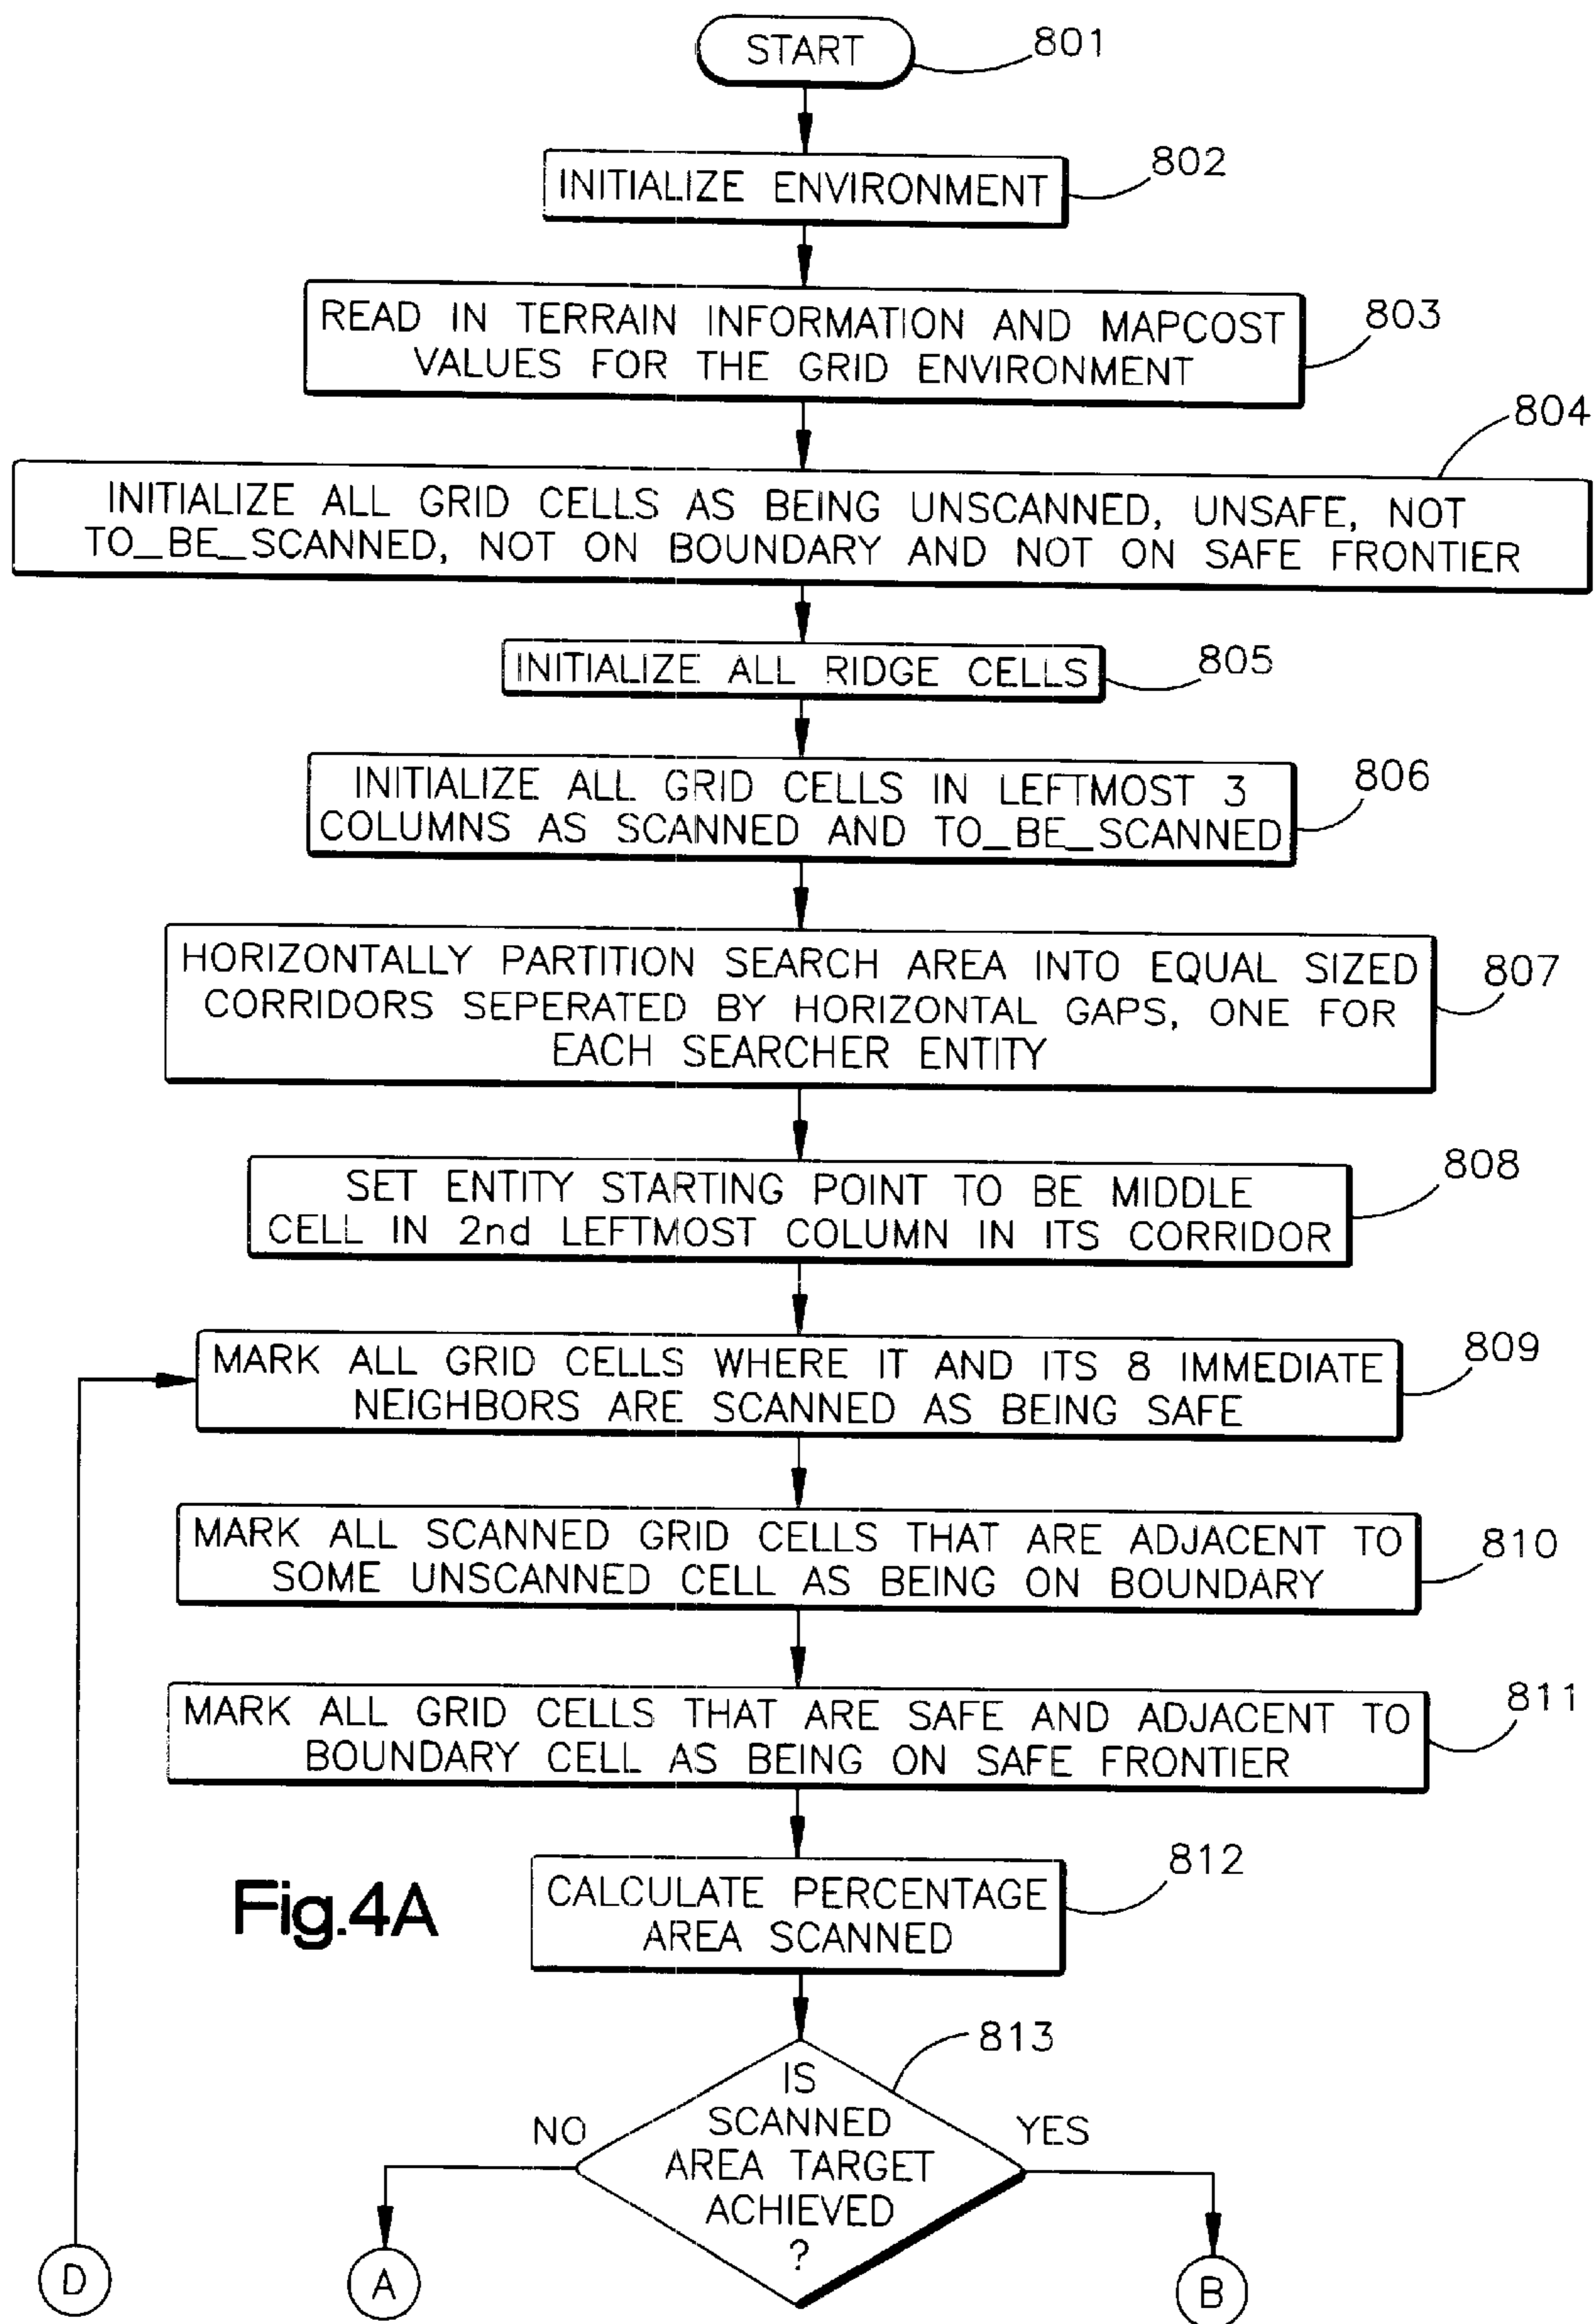 START
801
INITIALIZE ENVIRONMENT
802
READ IN TERRAIN INFORMATION AND MAPCOST
VALUES FOR THE GRID ENVIRONMENT
803
804
INITIALIZE ALL GRID CELLS AS BEING UNSCANNED, UNSAFE, NOT
TO_BE_SCANNED, NOT ON BOUNDARY AND NOT ON SAFE FRONTIER
INITIALIZE ALL RIDGE CELLS
805
INITIALIZE ALL GRID CELLS IN LEFTMOST 3
COLUMNS AS SCANNED AND TO_BE_SCANNED
806
HORIZONTALLY PARTITION SEARCH AREA INTO EQUAL SIZED
CORRIDORS SEPERATED BY HORIZONTAL GAPS, ONE FOR
EACH SEARCHER ENTITY
807
SET ENTITY STARTING POINT TO BE MIDDLE
CELL IN 2nd LEFTMOST COLUMN IN ITS CORRIDOR
808
MARK ALL GRID CELLS WHERE IT AND ITS 8 IMMEDIATE
NEIGHBORS ARE SCANNED AS BEING SAFE
809
MARK ALL SCANNED GRID CELLS THAT ARE ADJACENT TO
SOME UNSCANNED CELL AS BEING ON BOUNDARY
810
MARK ALL GRID CELLS THAT ARE SAFE AND ADJACENT TO
BOUNDARY CELL AS BEING ON SAFE FRONTIER
811
CALCULATE PERCENTAGE
AREA SCANNED
812
Fig.4A
813
IS
SCANNED
AREA TARGET
ACHIEVED
?
NO
YES
D
A
B